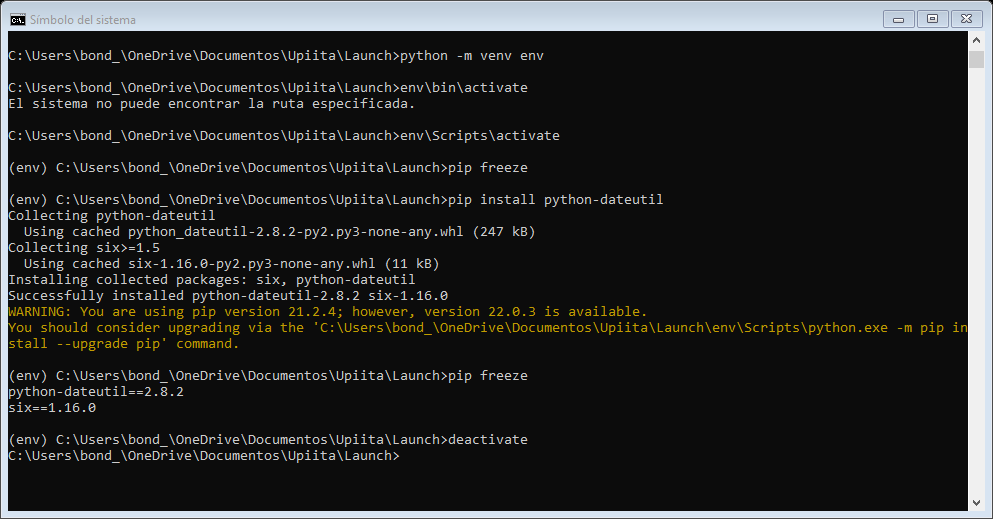 Símbolo del sistema
C:\Users\bond_\OneDrive\Documentos\Upiita\Launch>python -m venv env
C:\Users\bond_\OneDrive\Documentos\Upiita\Launch>env\bin\activate
El sistema no puede encontrar la ruta especificada.
C:\Users\bond_\OneDrive\Documentos\Upiita\Launch>env\Scripts\activate
(env) C:\Users\bond_\OneDrive\Documentos\Upiita\Launch>pip freeze
(env) C:\Users\bond_\OneDrive\Documentos\Upiita\Launch>pip install python-dateutil
Collecting python-dateutil
  Using cached python_dateutil-2.8.2-py2.py3-none-any.whl (247 kB)
Collecting six>=1.5
  Using cached six-1.16.0-py2.py3-none-any.whl (11 kB)
Installing collected packages: six, python-dateutil
Successfully installed python-dateutil-2.8.2 six-1.16.0
WARNING: You are using pip version 21.2.4; however, version 22.0.3 is available.
You should consider upgrading via the 'C:\Users\bond_\OneDrive\Documentos\Upiita\Launch\env\Scripts\python.exe -m pip in
stall --upgrade pip' command.
(env) C:\Users\bond_\OneDrive\Documentos\Upiita\Launch>pip freeze
python-dateutil==2.8.2
six==1.16.0
(env) C:\Users\bond_\OneDrive\Documentos\Upiita\Launch>deactivate
C:\Users\bond_\OneDrive\Documentos\Upiita\Launch>